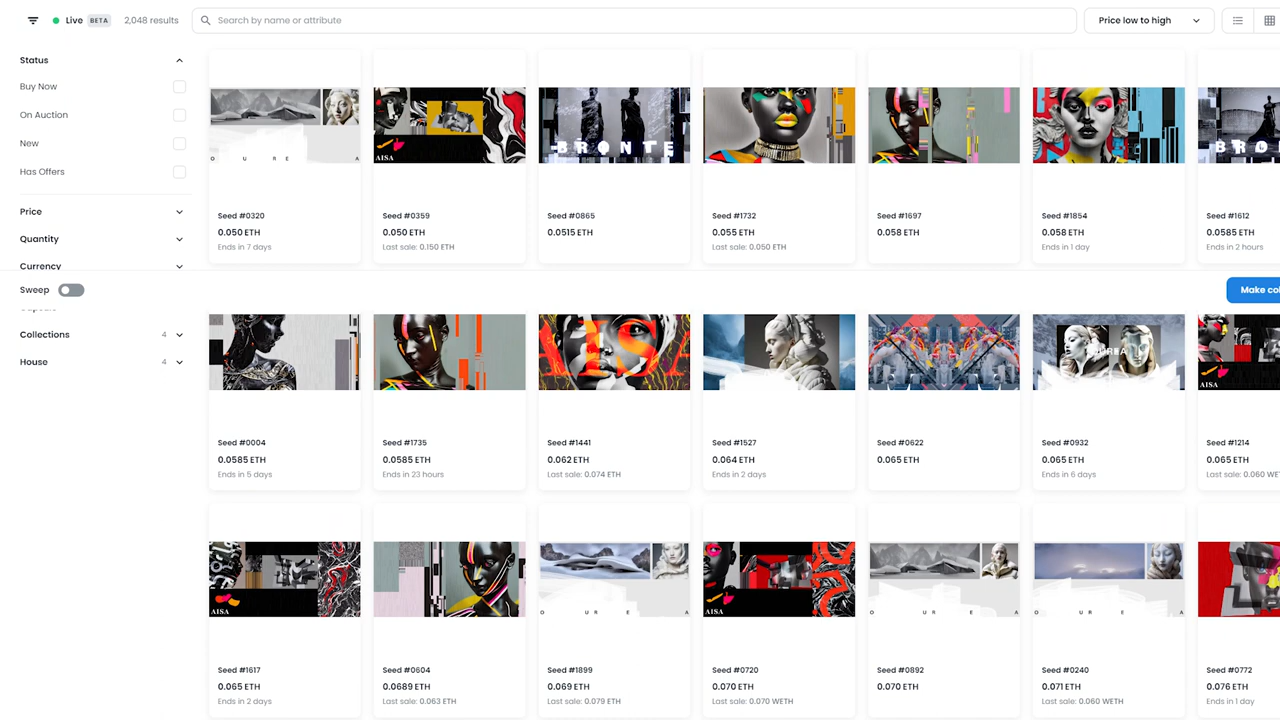 Live BETA 2,048 results Search by name or attribute Price low to high
Status
Buy Now
On Auction
New
Has Offers
Price
Quantity
Currency
Sweep
Collections 4
House 4
O U R E A
AISA
BRONTE
Seed #0320
0.050 ETH
Ends in 7 days
Seed #0359
0.050 ETH
Last sale: 0.150 ETH
Seed #0865
0.0515 ETH
Seed #1732
0.055 ETH
Last sale: 0.050 ETH
Seed #1697
0.058 ETH
Seed #1854
0.058 ETH
Ends in 1 day
Seed #1612
0.0585 ETH
Ends in 2 hours
Make col
AISA
Seed #0004
0.0585 ETH
Ends in 5 days
Seed #1735
0.0585 ETH
Ends in 23 hours
Seed #1441
0.062 ETH
Last sale: 0.074 ETH
Seed #1527
0.064 ETH
Ends in 2 days
Seed #0622
0.065 ETH
Seed #0932
0.065 ETH
Ends in 6 days
Seed #1214
0.065 ETH
Last sale: 0.060 WET
AISA
O U R E A
AISA
O U R E A
O U R E A
Seed #1617
0.065 ETH
Ends in 2 days
Seed #0604
0.0689 ETH
Last sale: 0.063 ETH
Seed #1899
0.069 ETH
Last sale: 0.079 ETH
Seed #0720
0.070 ETH
Last sale: 0.070 WETH
Seed #0892
0.070 ETH
Seed #0240
0.071 ETH
Last sale: 0.060 WETH
Seed #0772
0.076 ETH
Ends in 1 day